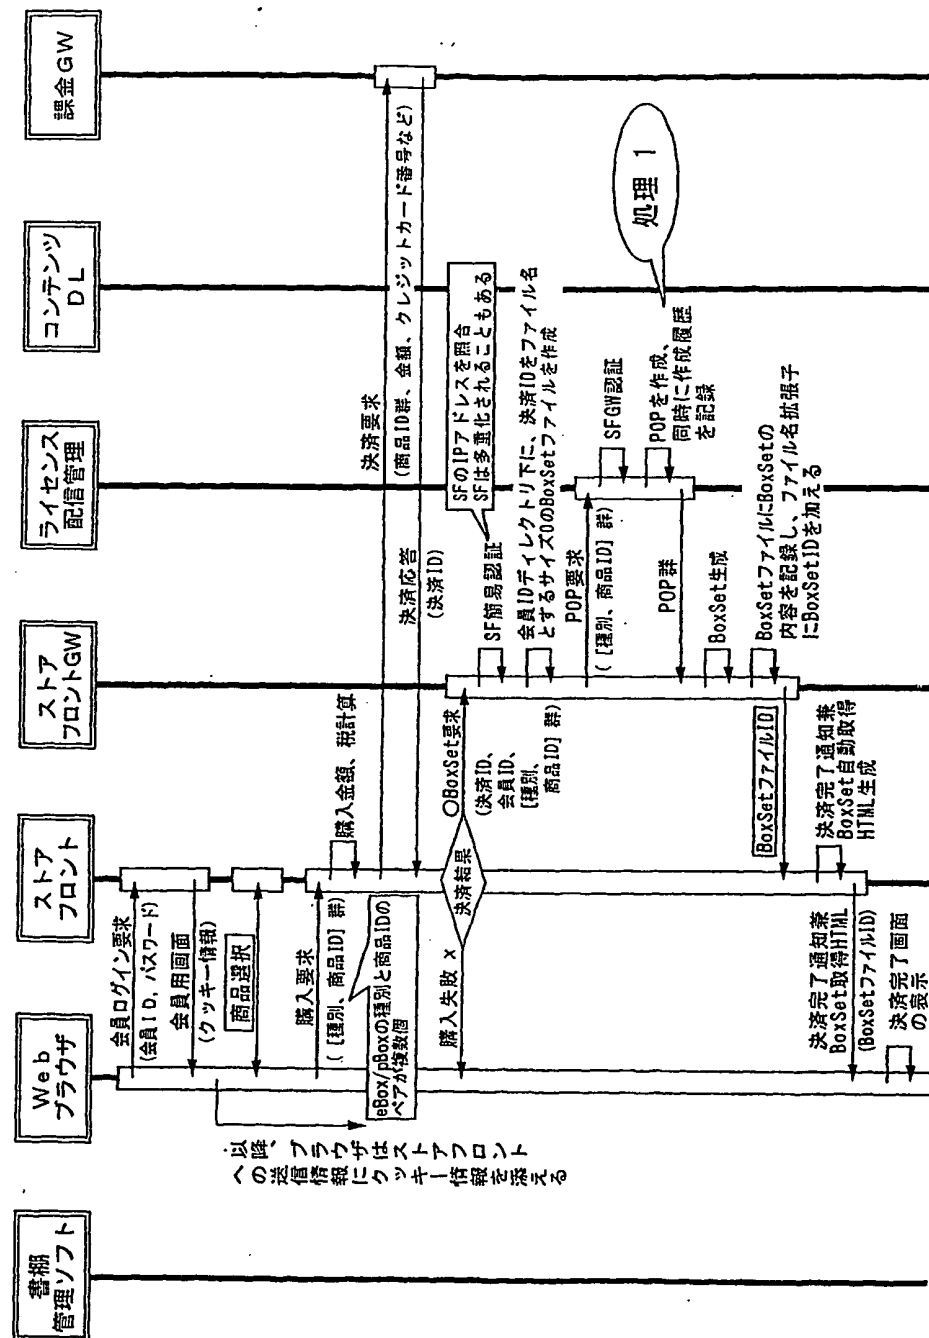 書棚
管理ソフト
Web
ブラウザ
ストア
フロント
ストア
フロントGW
ライセンス
配信管理
コンテンツ
DL
課金GW
会員ログイン要求
(会員ID,パスワード)
会員用画面
(クッキー情報)
以降、ブラウザはストアフロント
への送信情報にクッキー情報を添える
商品選択
購入要求
([種別、商品ID]群)
eBox/pBoxの種別と商品IDの
ペアが複数個
購入金額、税計算
決済要求
(商品ID群、金額、クレジットカード番号など)
決済応答
(決済ID)
決済結果
購入失敗 x
○BoxSet要求
(決済ID、
会員ID、
[種別、
商品ID]群)
SF簡易認証
SFのIPアドレスを照合
SFは多重化されることもある
会員IDディレクトリ下に、決済IDをファイル名
とするサイズ0のBoxSetファイルを作成
POP要求
([種別、商品ID]群)
SFGW認証
POPを作成、
同時に作成履歴
を記録
処理 1
POP群
BoxSet生成
BoxSetファイルにBoxSetの
内容を記録し、ファイル名拡張子
にBoxSetIDを加える
BoxSetファイルID
決済完了通知兼
BoxSet自動取得
HTML生成
決済完了通知兼
BoxSet取得HTML
(BoxSetファイルID)
決済完了画面
の表示